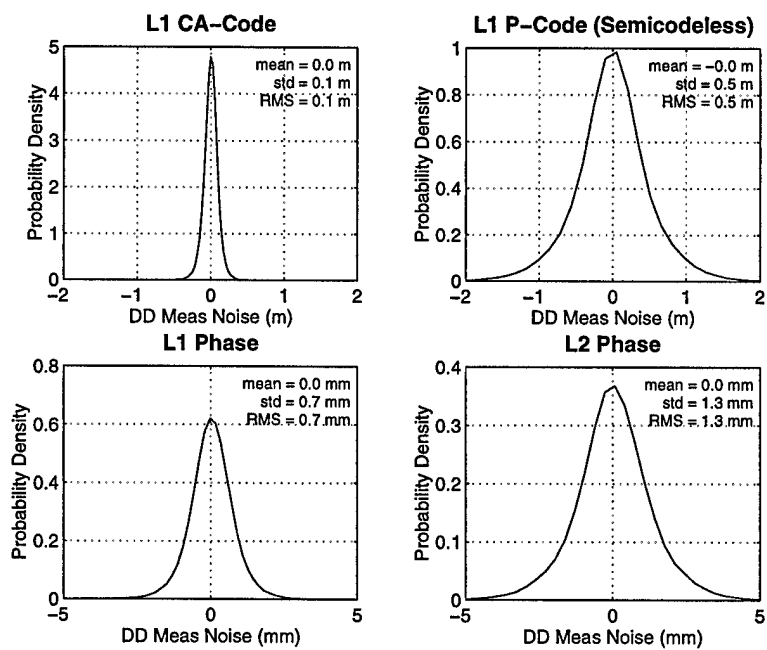 L1 CA-Code
mean = 0.0 m
std = 0.1 m
RMS = 0.1 m
Probability Density
5
4
3
2
1
0
-2
-1
0
1
2
DD Meas Noise (m)
L1 P-Code (Semicodeless)
mean = -0.0 m
std = 0.5 m
RMS = 0.5 m
Probability Density
1
0.8
0.6
0.4
0.2
0
-2
-1
0
1
2
DD Meas Noise (m)
L1 Phase
mean = 0.0 mm
std = 0.7 mm
RMS = 0.7 mm
Probability Density
0.8
0.6
0.4
0.2
0
-5
0
5
DD Meas Noise (mm)
L2 Phase
mean = 0.0 mm
std = 1.3 mm
RMS = 1.3 mm
Probability Density
0.4
0.3
0.2
0.1
0
-5
0
5
DD Meas Noise (mm)